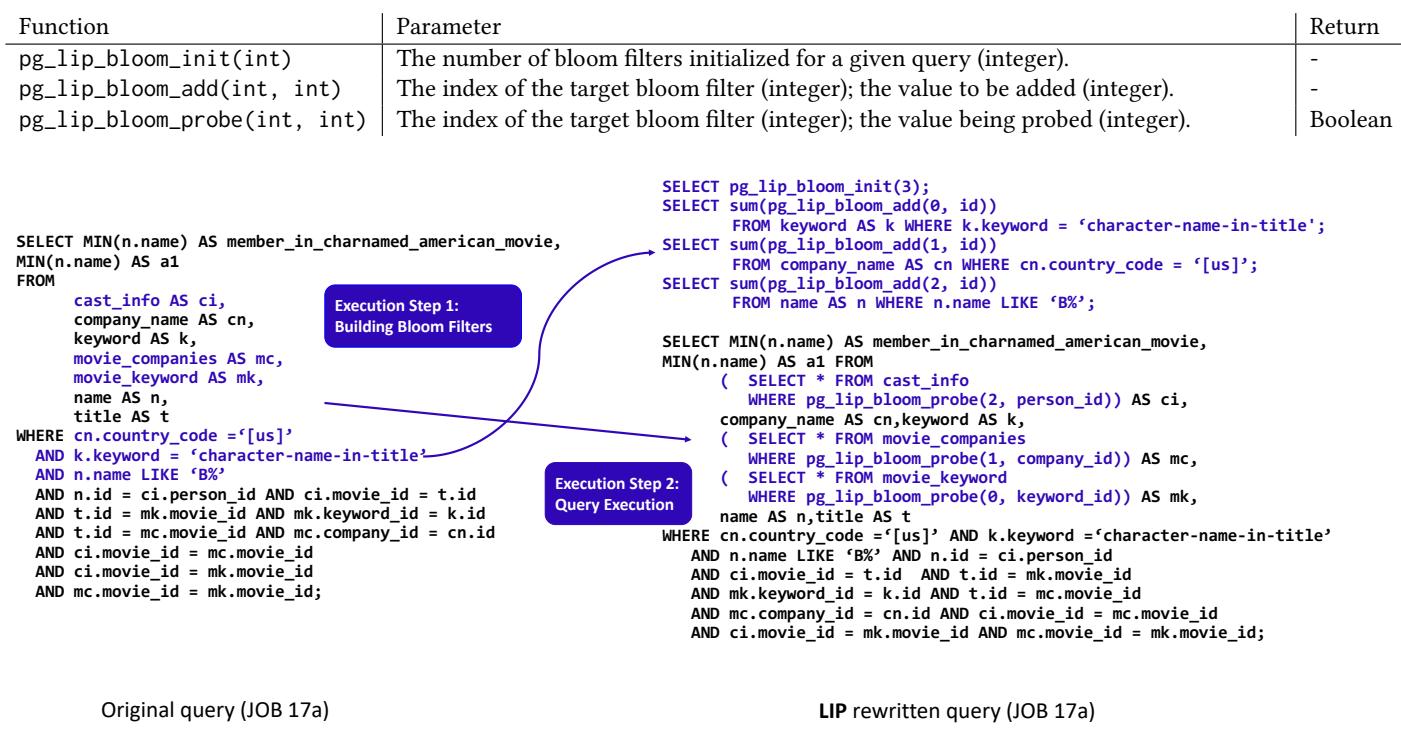 Function Parameter Return
pg_lip_bloom_init(int) The number of bloom filters initialized for a given query (integer). -
pg_lip_bloom_add(int, int) The index of the target bloom filter (integer); the value to be added (integer). -
pg_lip_bloom_probe(int, int) The index of the target bloom filter (integer); the value being probed (integer). Boolean
SELECT MIN(n.name) AS member_in_charnamed_american_movie,
MIN(n.name) AS a1
FROM
cast_info AS ci,
company_name AS cn,
keyword AS k,
movie_companies AS mc,
movie_keyword AS mk,
name AS n,
title AS t
WHERE cn.country_code =‘[us]’
AND k.keyword = ‘character-name-in-title’
AND n.name LIKE ‘B%’
AND n.id = ci.person_id AND ci.movie_id = t.id
AND t.id = mk.movie_id AND mk.keyword_id = k.id
AND t.id = mc.movie_id AND mc.company_id = cn.id
AND ci.movie_id = mc.movie_id
AND ci.movie_id = mk.movie_id
AND mc.movie_id = mk.movie_id;
Original query (JOB 17a)
Execution Step 1:
Building Bloom Filters
Execution Step 2:
Query Execution
SELECT pg_lip_bloom_init(3);
SELECT sum(pg_lip_bloom_add(0, id))
FROM keyword AS k WHERE k.keyword = ‘character-name-in-title';
SELECT sum(pg_lip_bloom_add(1, id))
FROM company_name AS cn WHERE cn.country_code = ‘[us]’;
SELECT sum(pg_lip_bloom_add(2, id))
FROM name AS n WHERE n.name LIKE ‘B%’;
SELECT MIN(n.name) AS member_in_charnamed_american_movie,
MIN(n.name) AS a1 FROM
( SELECT * FROM cast_info
WHERE pg_lip_bloom_probe(2, person_id)) AS ci,
company_name AS cn,keyword AS k,
( SELECT * FROM movie_companies
WHERE pg_lip_bloom_probe(1, company_id)) AS mc,
( SELECT * FROM movie_keyword
WHERE pg_lip_bloom_probe(0, keyword_id)) AS mk,
name AS n,title AS t
WHERE cn.country_code =‘[us]’ AND k.keyword =‘character-name-in-title’
AND n.name LIKE ‘B%’ AND n.id = ci.person_id
AND ci.movie_id = t.id AND t.id = mk.movie_id
AND mk.keyword_id = k.id AND t.id = mc.movie_id
AND mc.company_id = cn.id AND ci.movie_id = mc.movie_id
AND ci.movie_id = mk.movie_id AND mc.movie_id = mk.movie_id;
LIP rewritten query (JOB 17a)